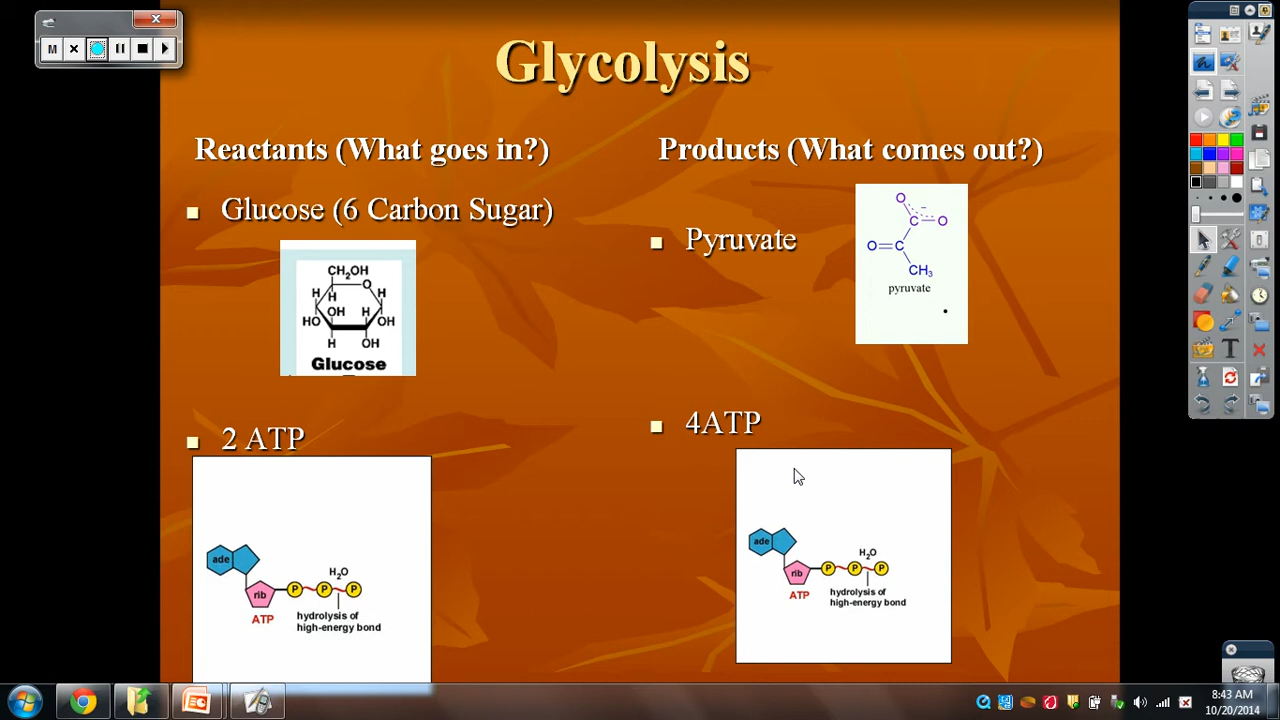 M
Glycolysis
Reactants (What goes in?)
Glucose (6 Carbon Sugar)
CH2OH
O
H
H
H
OH
H
HO
OH
H
OH
Glucose
2 ATP
ade
H2O
rib
P
P
P
ATP
hydrolysis of
high-energy bond
Products (What comes out?)
Pyruvate
O
−
C
O
O
C
CH3
pyruvate
4ATP
ade
H2O
rib
P
P
P
ATP
hydrolysis of
high-energy bond
T
8:43 AM
10/20/2014